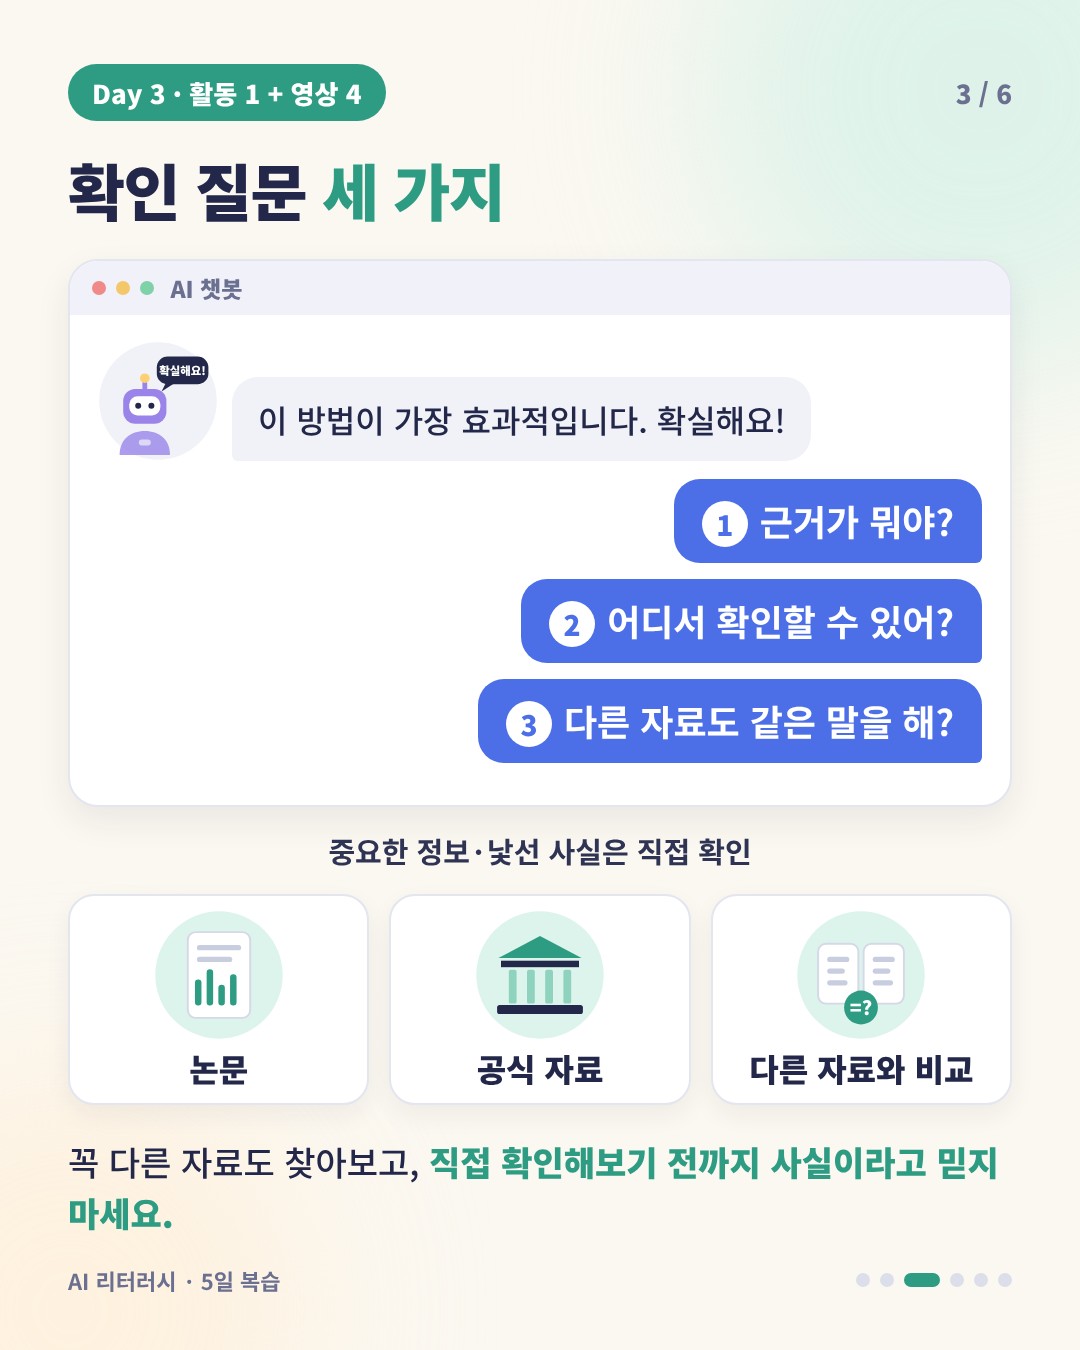 Day 3 · 활동 1 + 영상 4
3 / 6
확인 질문 세 가지
AI 챗봇
확실해요!
이 방법이 가장 효과적입니다. 확실해요!
1 근거가 뭐야?
2 어디서 확인할 수 있어?
3 다른 자료도 같은 말을 해?
중요한 정보·낯선 사실은 직접 확인
논문
공식 자료
=?
다른 자료와 비교
꼭 다른 자료도 찾아보고, 직접 확인해보기 전까지 사실이라고 믿지
마세요.
AI 리터러시 · 5일 복습